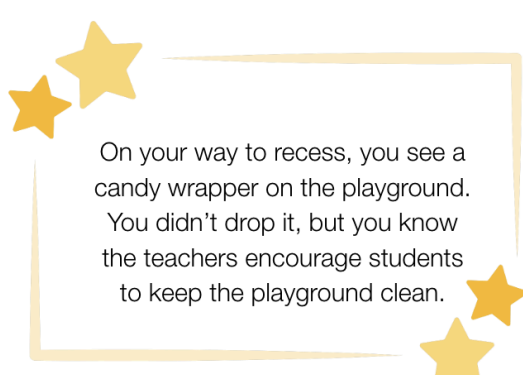 On your way to recess, you see a
candy wrapper on the playground.
You didn’t drop it, but you know
the teachers encourage students
to keep the playground clean.